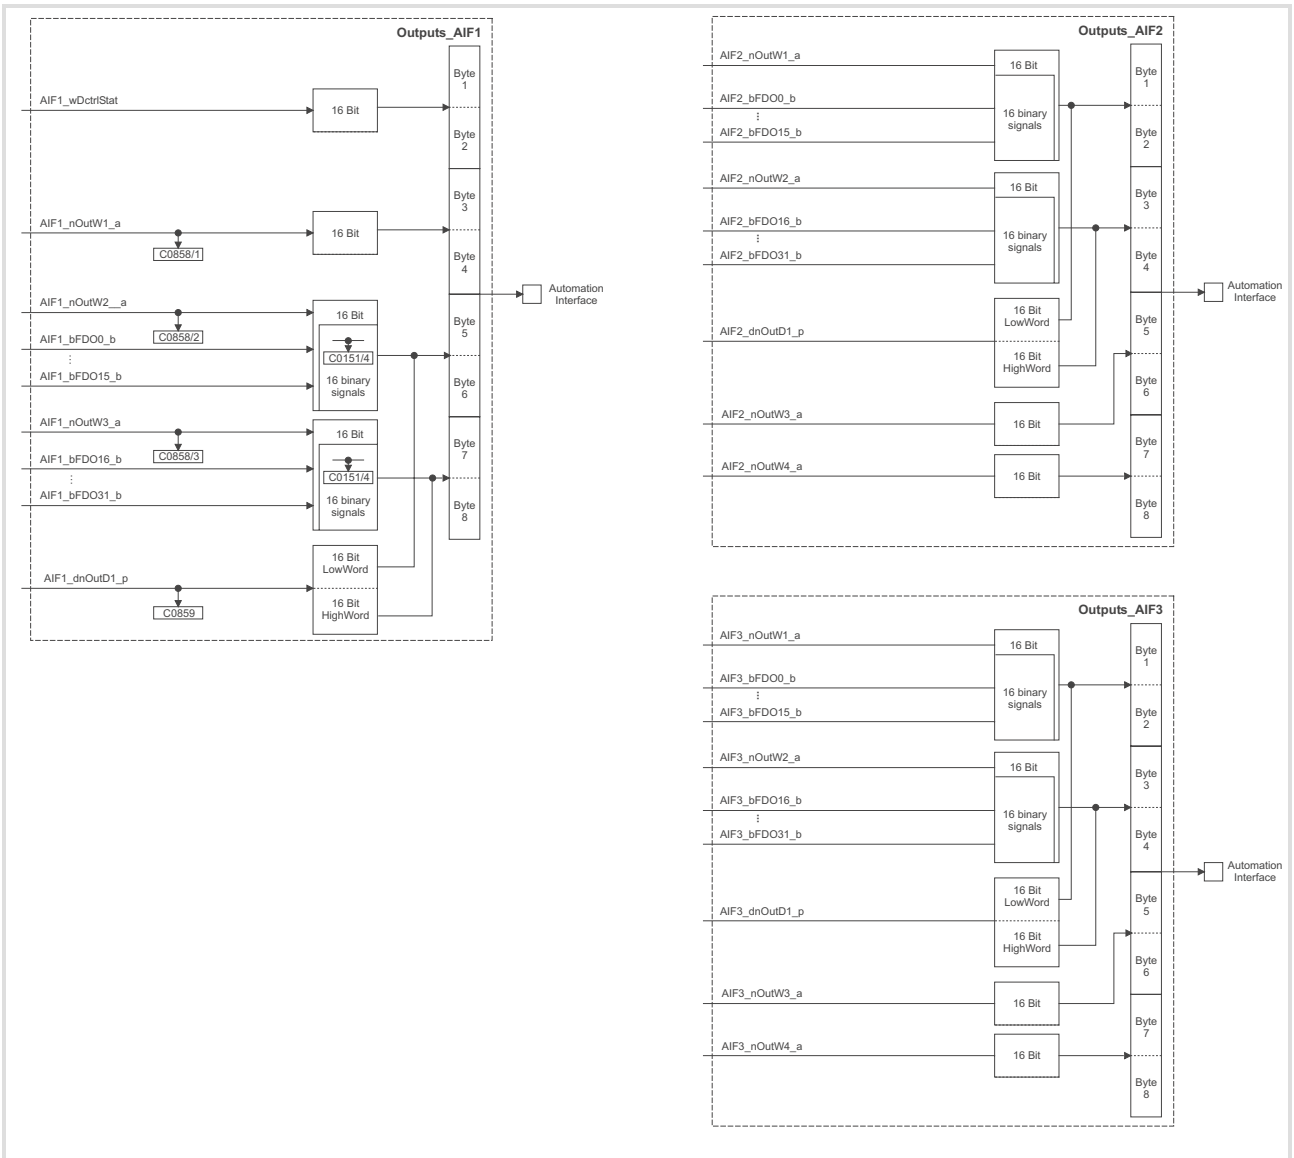 Outputs_AIF1
AIF1_wDctrlStat
16 Bit
Byte
1
Byte
2
AIF1_nOutW1_a
C0858/1
16 Bit
Byte
3
Byte
4
Automation
Interface
AIF1_nOutW2__a
C0858/2
AIF1_bFDO0_b
⋮
AIF1_bFDO15_b
16 Bit
C0151/4
16 binary
signals
Byte
5
Byte
6
AIF1_nOutW3_a
C0858/3
AIF1_bFDO16_b
⋮
AIF1_bFDO31_b
16 Bit
C0151/4
16 binary
signals
Byte
7
Byte
8
AIF1_dnOutD1_p
C0859
16 Bit
LowWord
16 Bit
HighWord
Outputs_AIF2
AIF2_nOutW1_a
AIF2_bFDO0_b
⋮
AIF2_bFDO15_b
16 Bit
16 binary
signals
Byte
1
Byte
2
AIF2_nOutW2_a
AIF2_bFDO16_b
⋮
AIF2_bFDO31_b
16 Bit
16 binary
signals
Byte
3
Byte
4
Automation
Interface
AIF2_dnOutD1_p
16 Bit
LowWord
16 Bit
HighWord
Byte
5
Byte
6
AIF2_nOutW3_a
16 Bit
AIF2_nOutW4_a
16 Bit
Byte
7
Byte
8
Outputs_AIF3
AIF3_nOutW1_a
AIF3_bFDO0_b
⋮
AIF3_bFDO15_b
16 Bit
16 binary
signals
Byte
1
Byte
2
AIF3_nOutW2_a
AIF3_bFDO16_b
⋮
AIF3_bFDO31_b
16 Bit
16 binary
signals
Byte
3
Byte
4
Automation
Interface
AIF3_dnOutD1_p
16 Bit
LowWord
16 Bit
HighWord
Byte
5
Byte
6
AIF3_nOutW3_a
16 Bit
AIF3_nOutW4_a
16 Bit
Byte
7
Byte
8